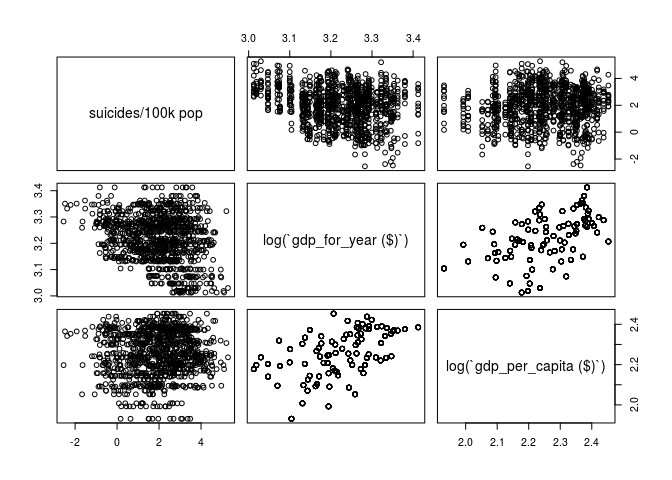 3.0 3.1 3.2 3.3 3.4
suicides/100k pop
4
2
0
-2
3.4
3.3
3.2
3.1
3.0
log(`gdp_for_year ($)`)
log(`gdp_per_capita ($)`)
2.4
2.2
2.0
-2 0 2 4
2.0 2.1 2.2 2.3 2.4